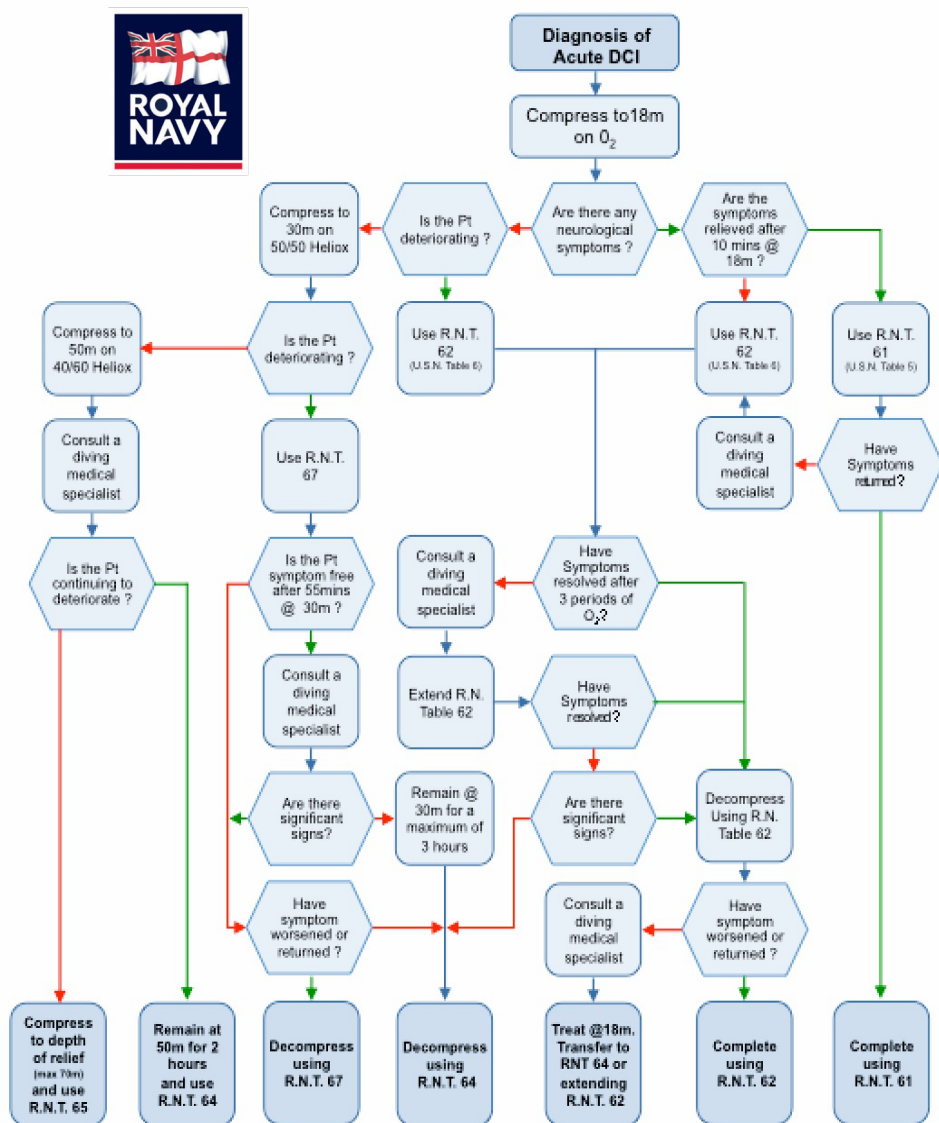 ROYAL
NAVY
Diagnosis of
Acute DCI
Compress to18m
on 0₂
Compress to
30m on
50/50 Heliox
Is the Pt
deteriorating ?
Are there any
neurological
symptoms ?
Are the
symptoms
relieved after
10 mins @
18m ?
Compress to
50m on
40/60 Heliox
Is the Pt
deteriorating ?
Use R.N.T.
62
(U.S.N. Table 6)
Use R.N.T.
62
(U.S.N. Table 6)
Use R.N.T.
61
(U.S.N. Table 5)
Consult a
diving
medical
specialist
Use R.N.T.
67
Consult a
diving
medical
specialist
Have
Symptoms
returned?
Is the Pt
continuing to
deteriorate ?
Is the Pt
symptom free
after 55mins
@ 30m ?
Consult a
diving
medical
specialist
Have
Symptoms
resolved after
3 periods of
O₂?
Consult a
diving
medical
specialist
Extend R.N.
Table 62
Have
Symptoms
resolved?
Are there
significant
signs?
Remain @
30m for a
maximum of
3 hours
Are there
significant
signs?
Decompress
Using R.N.
Table 62
Have
symptom
worsened or
returned ?
Consult a
diving
medical
specialist
Have
symptom
worsened or
returned ?
Compress
to depth
of relief
(max 70m)
and use
R.N.T. 65
Remain at
50m for 2
hours
and use
R.N.T. 64
Decompress
using
R.N.T. 67
Decompress
using
R.N.T. 64
Treat @18m.
Transfer to
RNT 64 or
extending
R.N.T. 62
Complete
using
R.N.T. 62
Complete
using
R.N.T. 61